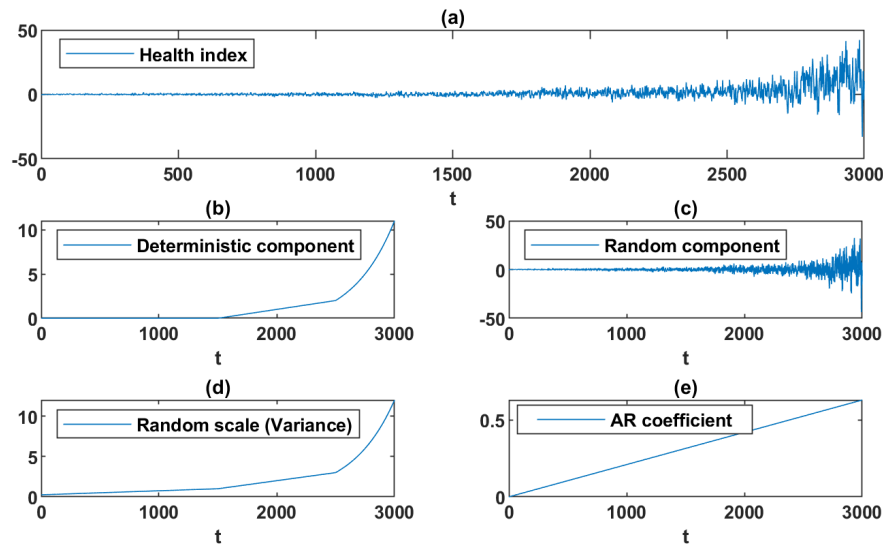 (a)
50
Health index
0
-50
0 500 1000 1500 2000 2500 3000
t
(b)
10
Deterministic component
5
0
0 1000 2000 3000
t
(c)
50
Random component
0
-50
0 1000 2000 3000
t
(d)
10
Random scale (Variance)
5
0
0 1000 2000 3000
t
(e)
AR coefficient
0.5
0
0 1000 2000 3000
t